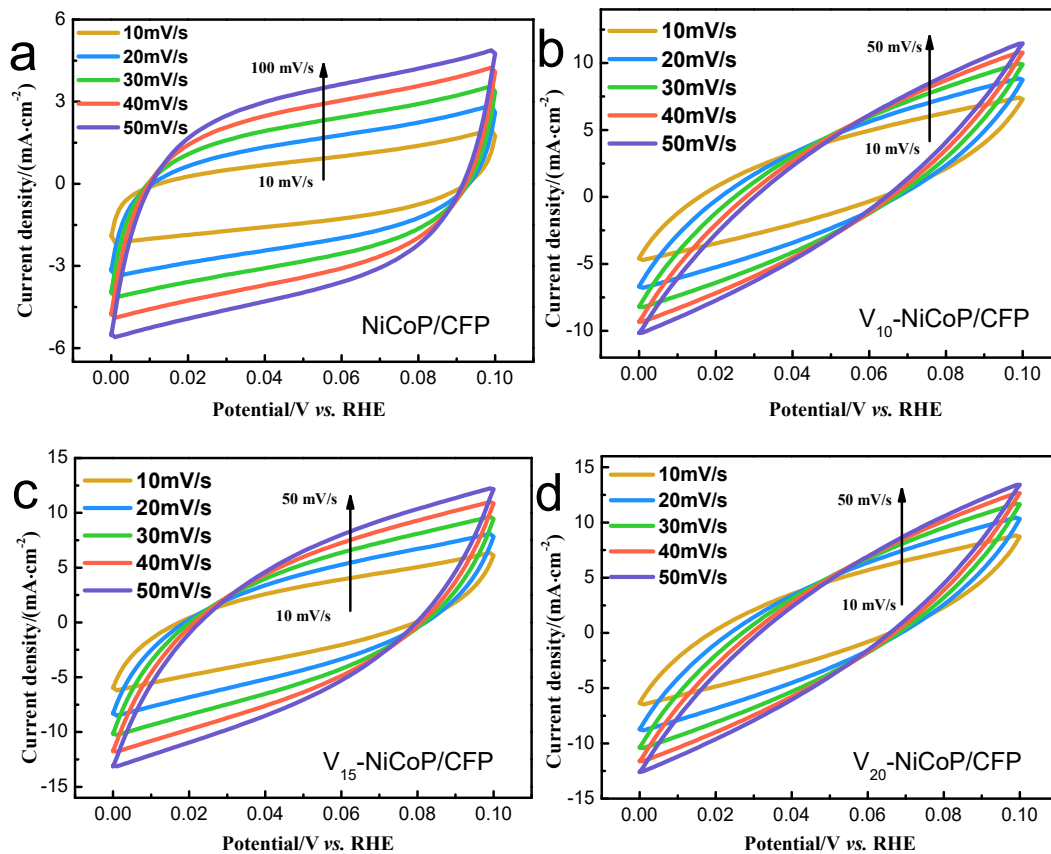 a
10mV/s
20mV/s
30mV/s
40mV/s
50mV/s
100 mV/s
10 mV/s
NiCoP/CFP
6
3
0
-3
-6
0.00 0.02 0.04 0.06 0.08 0.10
Current density/(mA·cm⁻²)
Potential/V vs. RHE
b
10mV/s
20mV/s
30mV/s
40mV/s
50mV/s
50 mV/s
10 mV/s
V₁₀-NiCoP/CFP
10
5
0
-5
-10
0.00 0.02 0.04 0.06 0.08 0.10
Current density/(mA·cm⁻²)
Potential/V vs. RHE
c
10mV/s
20mV/s
30mV/s
40mV/s
50mV/s
50 mV/s
10 mV/s
V₁₅-NiCoP/CFP
15
10
5
0
-5
-10
-15
0.00 0.02 0.04 0.06 0.08 0.10
Current density/(mA·cm⁻²)
Potential/V vs. RHE
d
10mV/s
20mV/s
30mV/s
40mV/s
50mV/s
50 mV/s
10 mV/s
V₂₀-NiCoP/CFP
15
10
5
0
-5
-10
-15
0.00 0.02 0.04 0.06 0.08 0.10
Current density/(mA·cm⁻²)
Potential/V vs. RHE